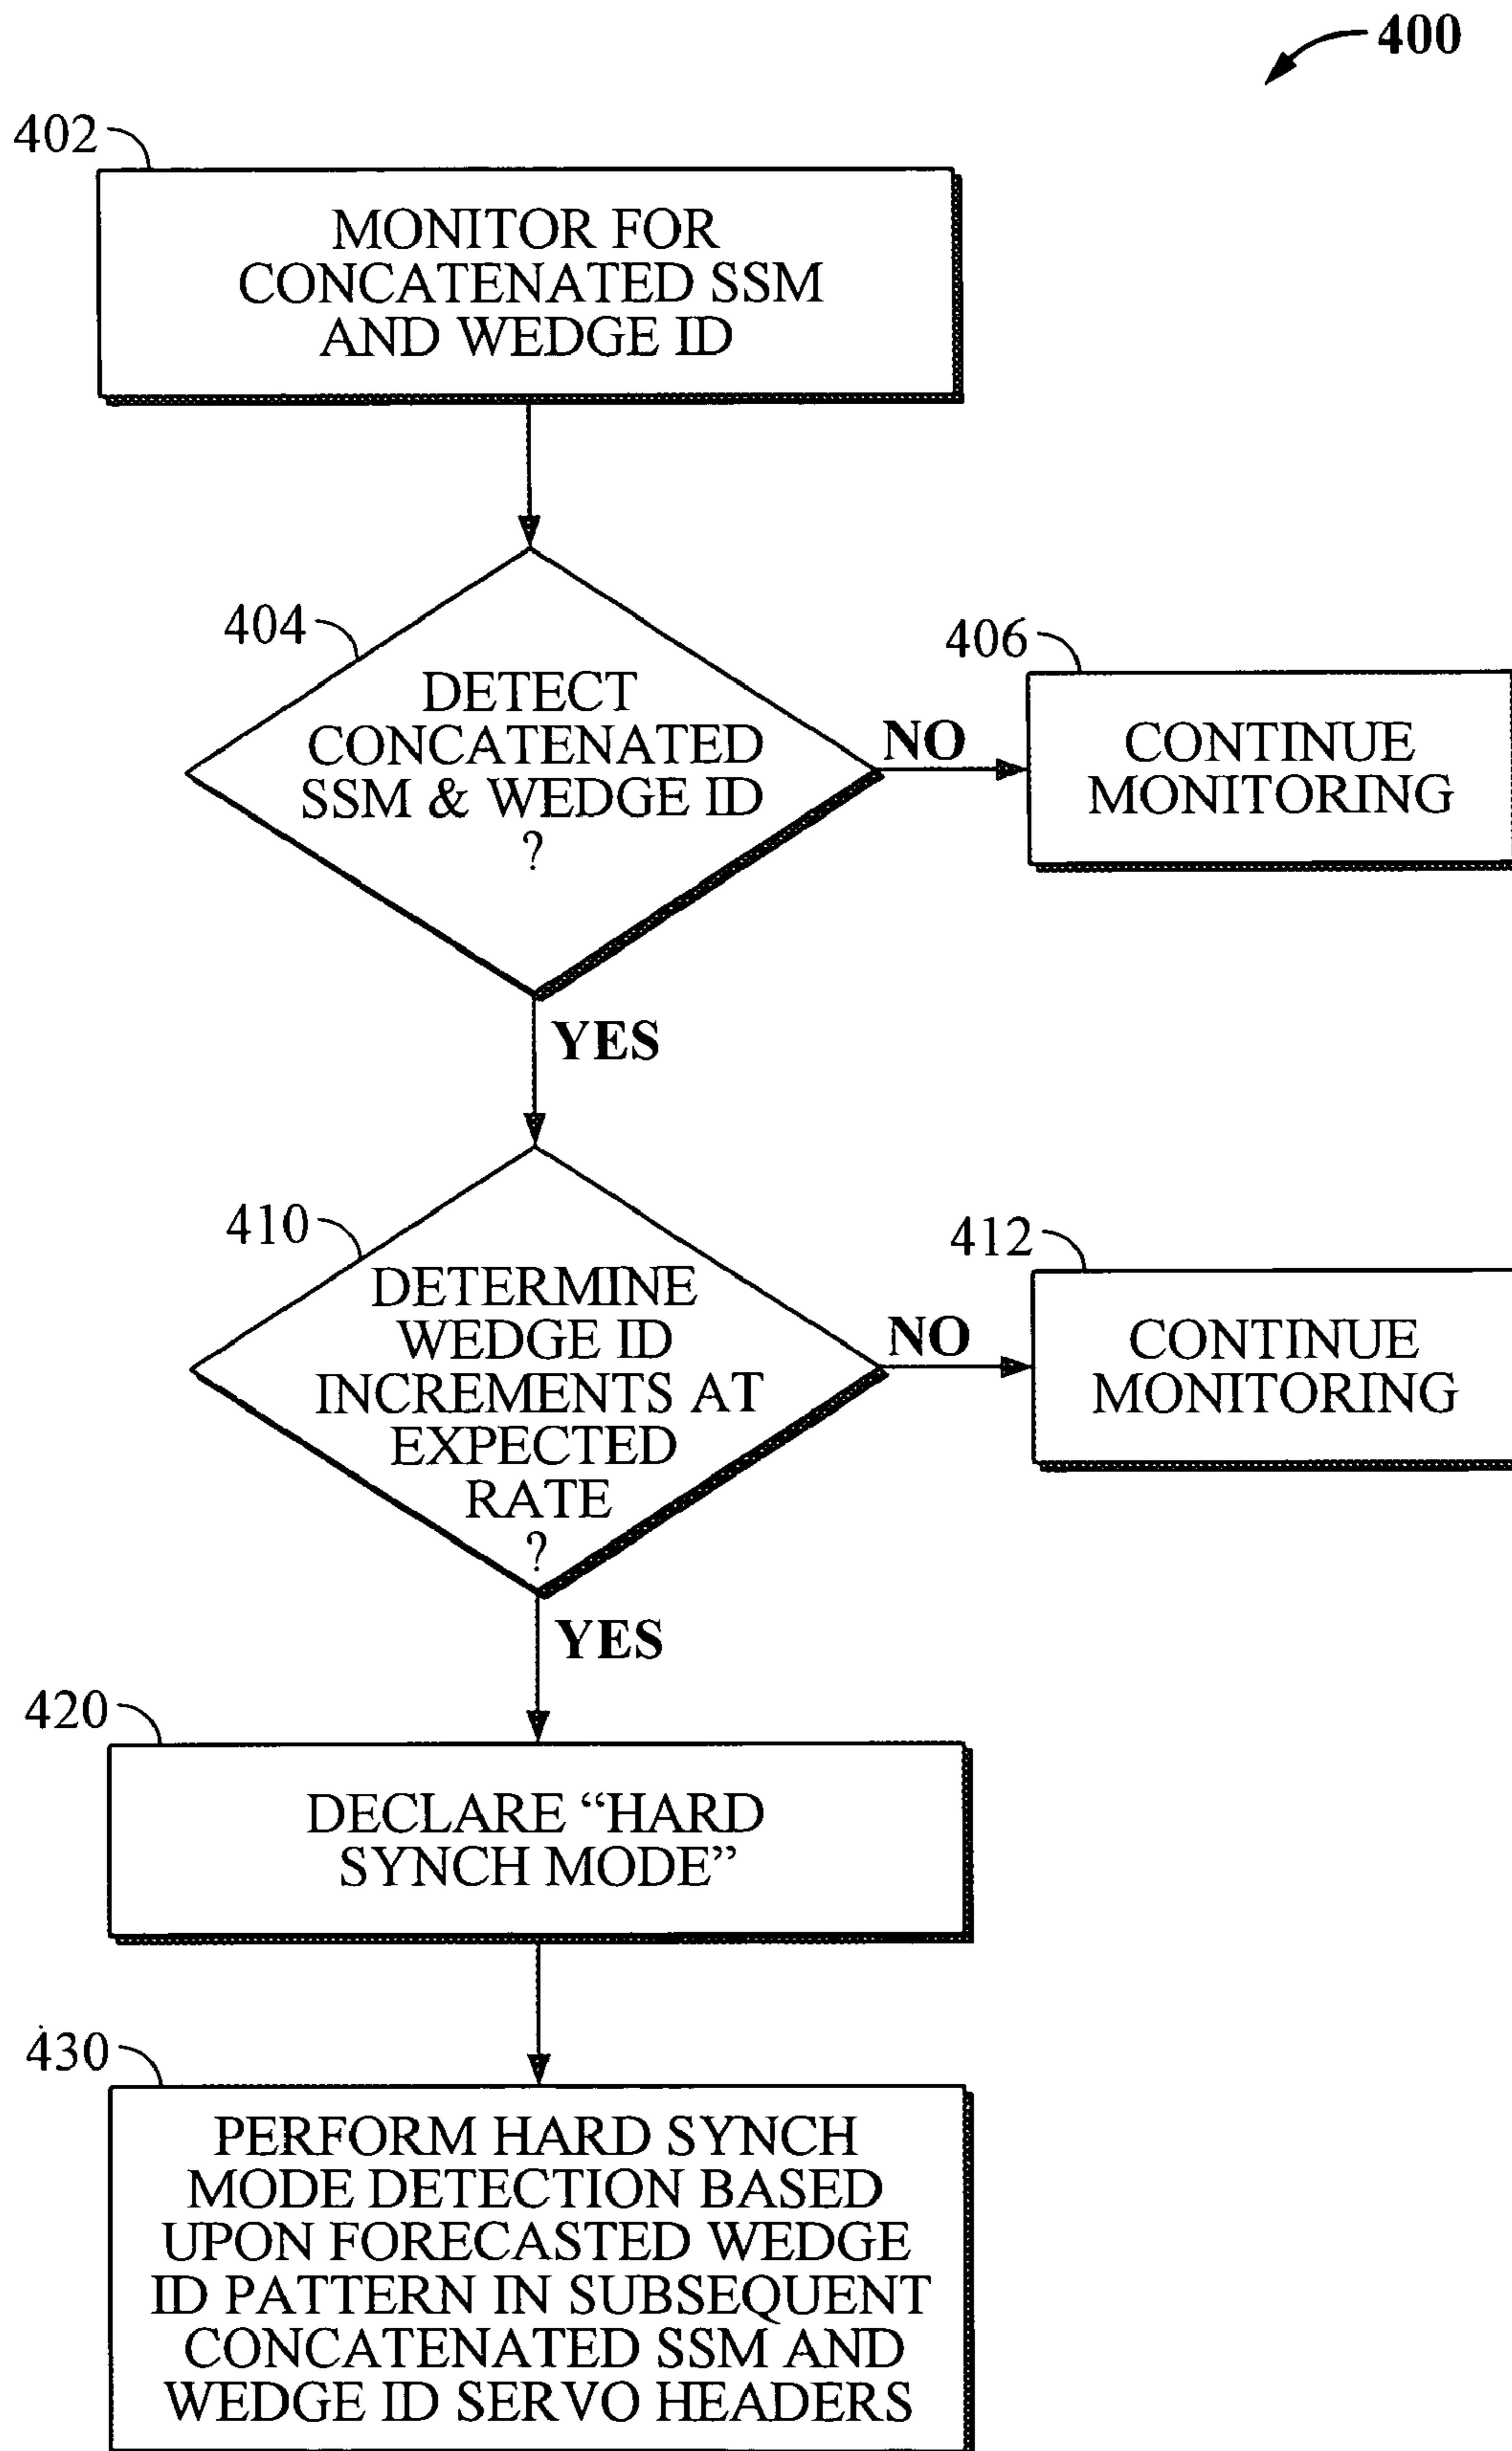 400
402
MONITOR FOR
CONCATENATED SSM
AND WEDGE ID
404
DETECT
CONCATENATED
SSM & WEDGE ID
?
NO
406
CONTINUE
MONITORING
YES
410
DETERMINE
WEDGE ID
INCREMENTS AT
EXPECTED
RATE
?
NO
412
CONTINUE
MONITORING
YES
420
DECLARE “HARD
SYNCH MODE”
430
PERFORM HARD SYNCH
MODE DETECTION BASED
UPON FORECASTED WEDGE
ID PATTERN IN SUBSEQUENT
CONCATENATED SSM AND
WEDGE ID SERVO HEADERS